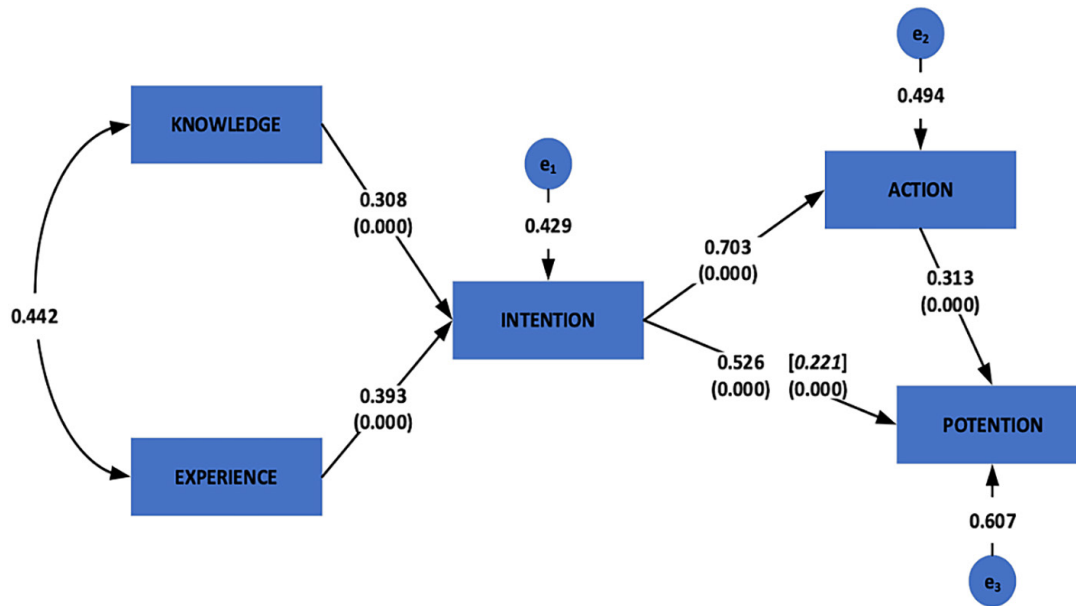 e₂
0.494
KNOWLEDGE
e₁
ACTION
0.308
(0.000)
0.429
0.703
(0.000)
0.313
(0.000)
0.442
INTENTION
0.526 [0.221]
(0.000) (0.000)
0.393
(0.000)
POTENTION
EXPERIENCE
0.607
e₃